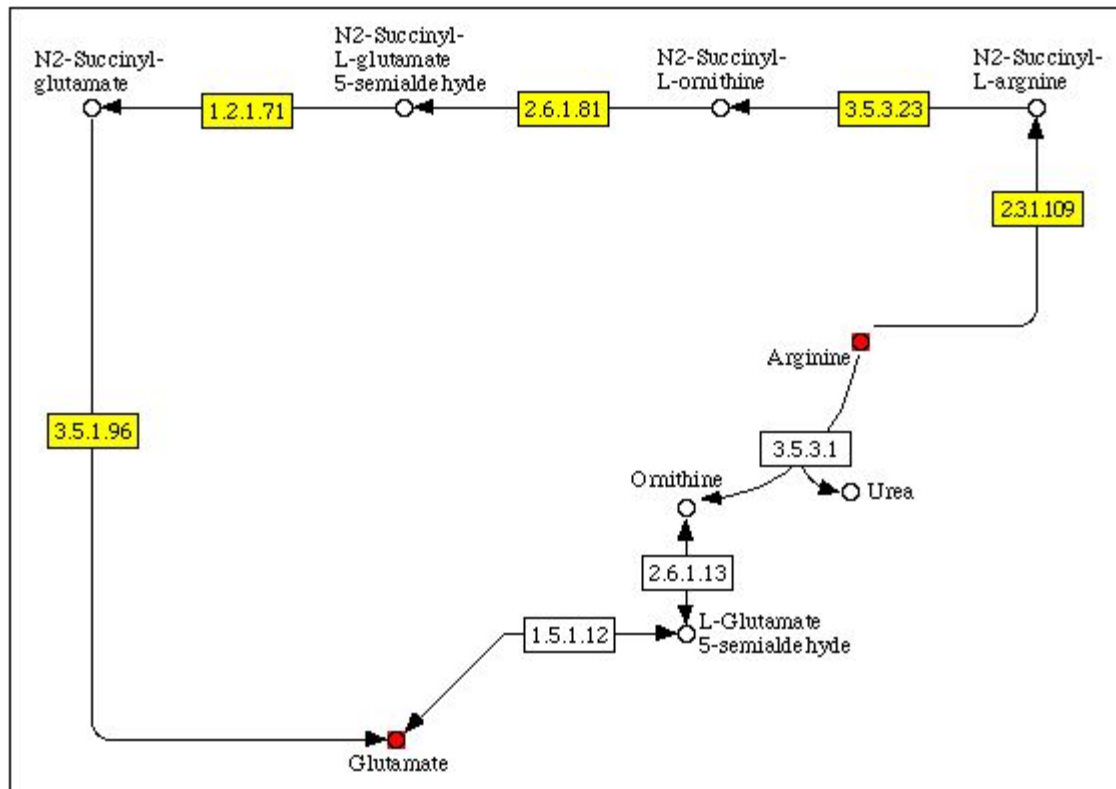 N2-Succinyl-
glutamate
N2-Succinyl-
L-glutamate
5-semialdehyde
N2-Succinyl-
L-ornithine
N2-Succinyl-
L-argnine
1.2.1.71
2.6.1.81
3.5.3.23
2.3.1.109
Arginine
3.5.1.96
3.5.3.1
Ornithine
Urea
2.6.1.13
1.5.1.12
L-Glutamate
5-semialdehyde
Glutamate